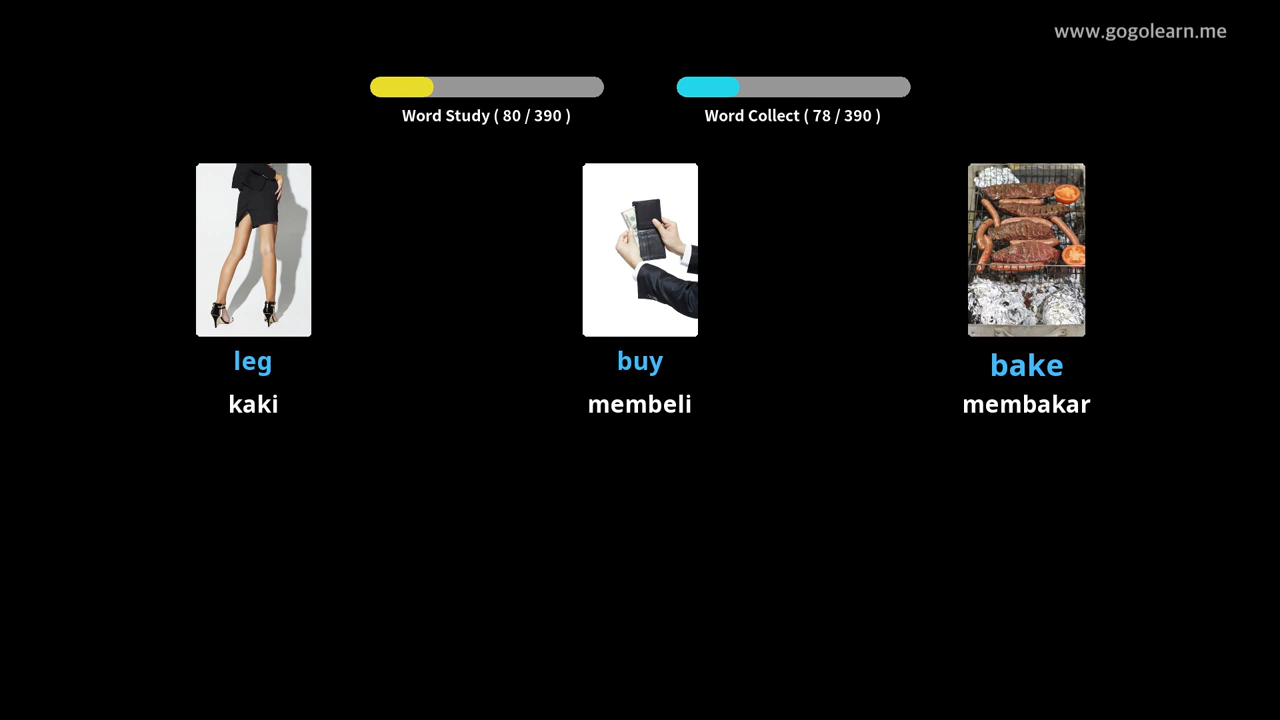 www.gogolearn.me
Word Study ( 80 / 390 )
Word Collect ( 78 / 390 )
leg
kaki
buy
membeli
bake
membakar